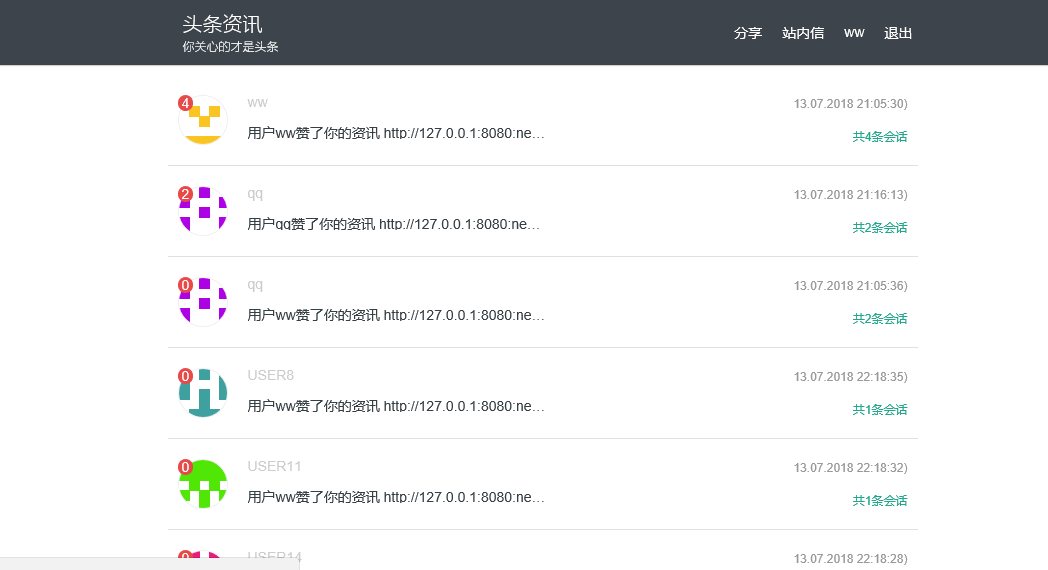 头条资讯
你关心的才是头条
分享 站内信 ww 退出
4 ww 13.07.2018 21:05:30)
用户ww赞了你的资讯 http://127.0.0.1:8080:ne… 共4条会话
2 qq 13.07.2018 21:16:13)
用户qq赞了你的资讯 http://127.0.0.1:8080:ne… 共2条会话
0 qq 13.07.2018 21:05:36)
用户ww赞了你的资讯 http://127.0.0.1:8080:ne… 共2条会话
0 USER8 13.07.2018 22:18:35)
用户ww赞了你的资讯 http://127.0.0.1:8080:ne… 共1条会话
0 USER11 13.07.2018 22:18:32)
用户ww赞了你的资讯 http://127.0.0.1:8080:ne… 共1条会话
0 USER14 13.07.2018 22:18:28)